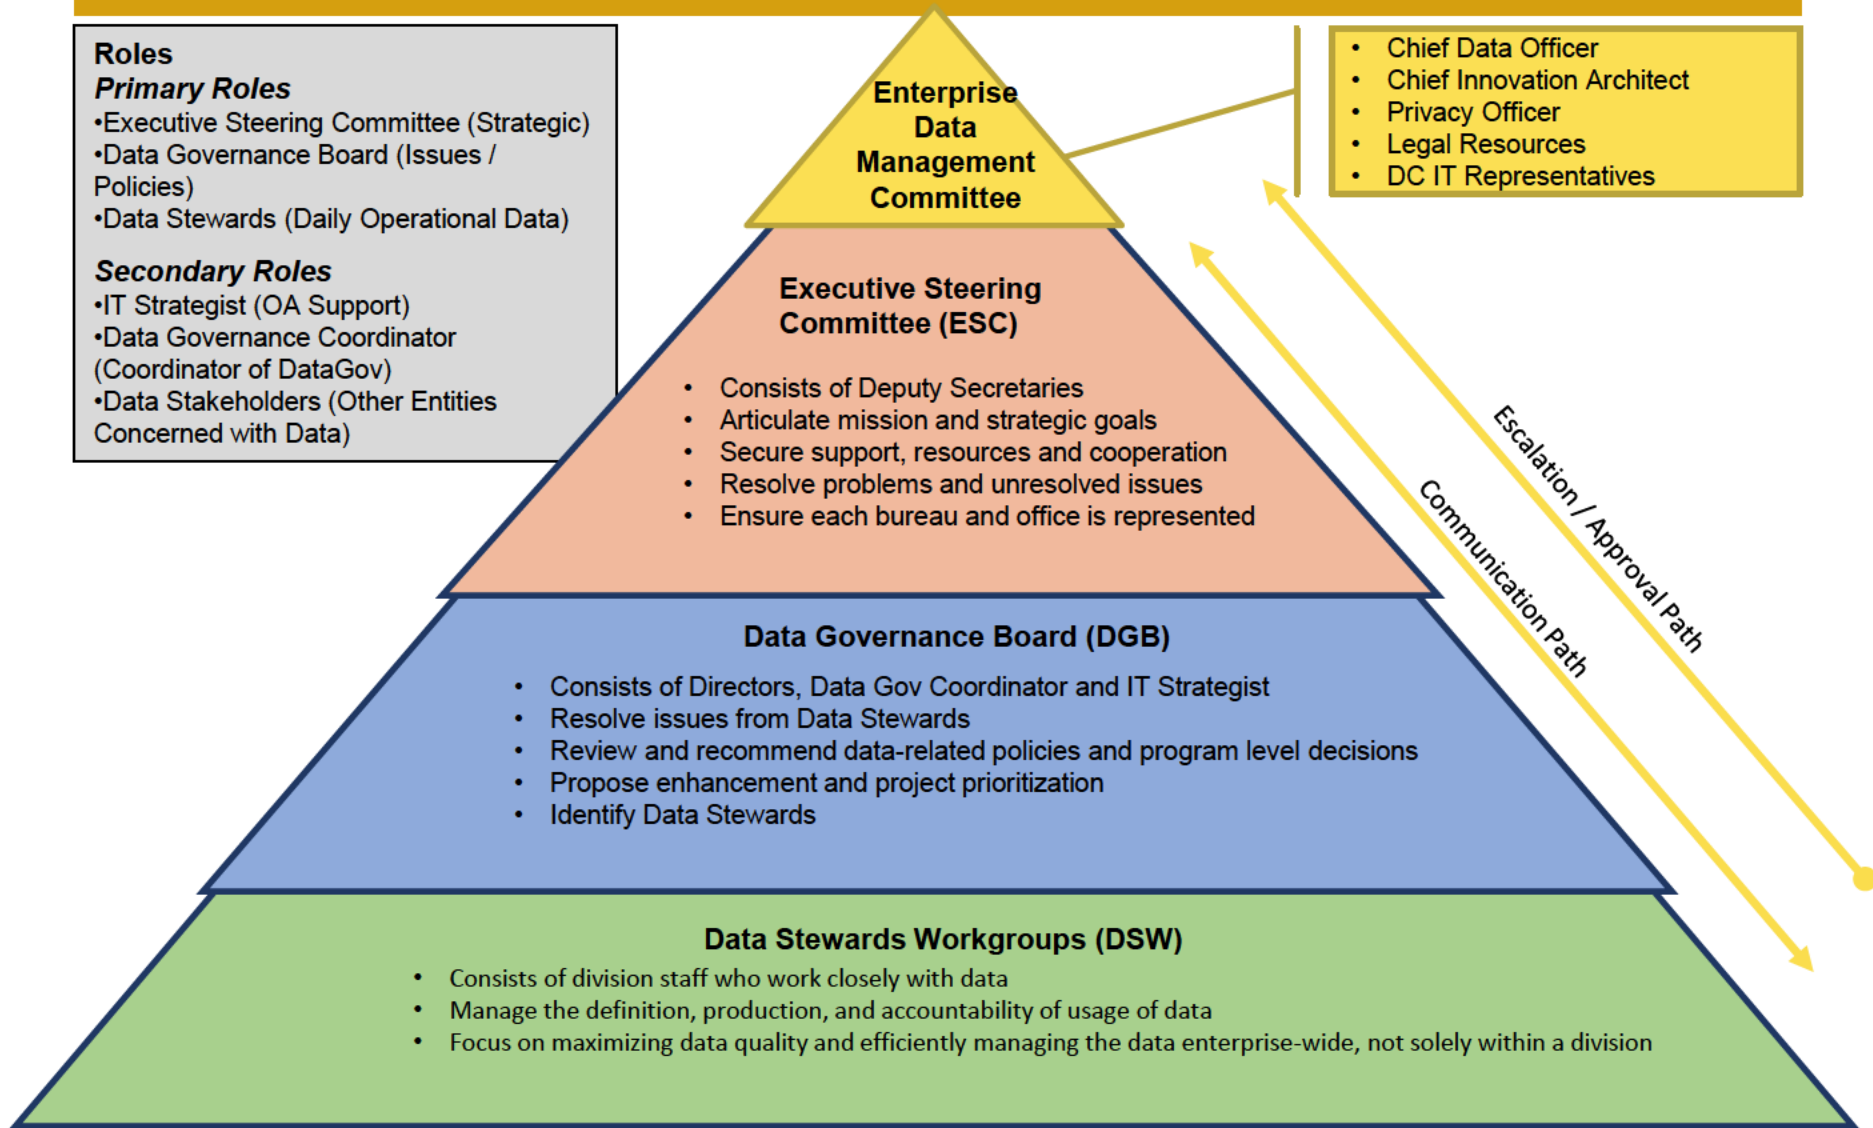 Roles
Primary Roles
•Executive Steering Committee (Strategic)
•Data Governance Board (Issues /
Policies)
•Data Stewards (Daily Operational Data)
Secondary Roles
•IT Strategist (OA Support)
•Data Governance Coordinator
(Coordinator of DataGov)
•Data Stakeholders (Other Entities
Concerned with Data)
Enterprise
Data
Management
Committee
• Chief Data Officer
• Chief Innovation Architect
• Privacy Officer
• Legal Resources
• DC IT Representatives
Executive Steering
Committee (ESC)
• Consists of Deputy Secretaries
• Articulate mission and strategic goals
• Secure support, resources and cooperation
• Resolve problems and unresolved issues
• Ensure each bureau and office is represented
Escalation / Approval Path
Communication Path
Data Governance Board (DGB)
• Consists of Directors, Data Gov Coordinator and IT Strategist
• Resolve issues from Data Stewards
• Review and recommend data-related policies and program level decisions
• Propose enhancement and project prioritization
• Identify Data Stewards
Data Stewards Workgroups (DSW)
• Consists of division staff who work closely with data
• Manage the definition, production, and accountability of usage of data
• Focus on maximizing data quality and efficiently managing the data enterprise-wide, not solely within a division